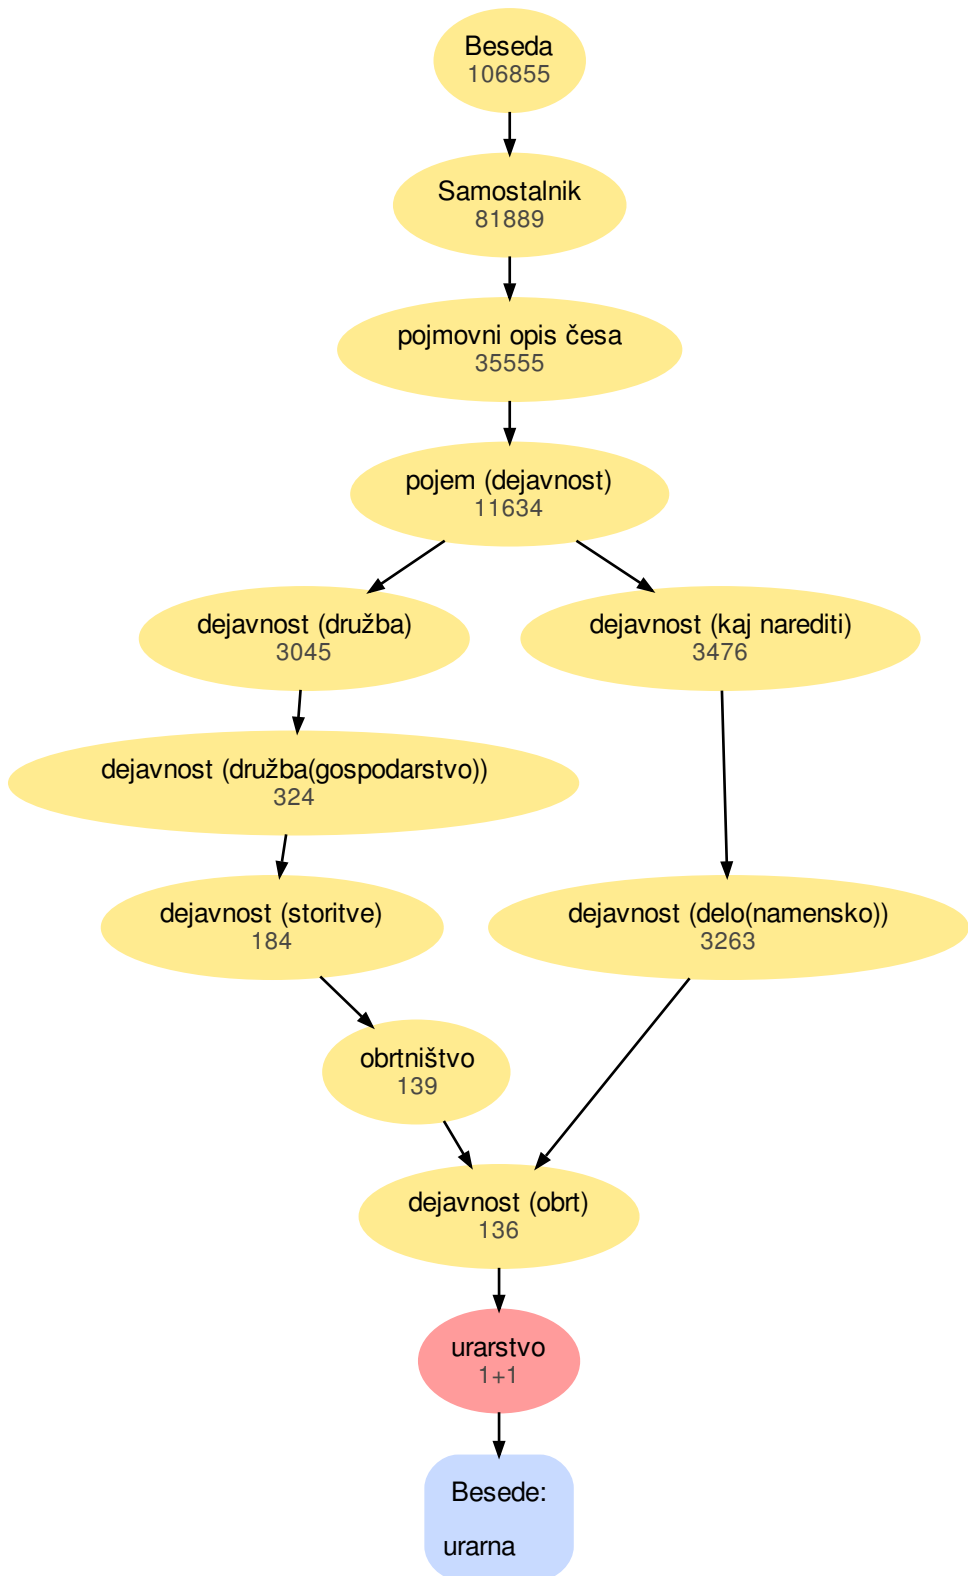 Beseda
106855
Samostalnik
81889
pojmovni opis česa
35555
pojem (dejavnost)
11634
dejavnost (družba)
3045
dejavnost (kaj narediti)
3476
dejavnost (družba(gospodarstvo))
324
dejavnost (storitve)
184
dejavnost (delo(namensko))
3263
obrtništvo
139
dejavnost (obrt)
136
urarstvo
1+1
Besede:
urarna